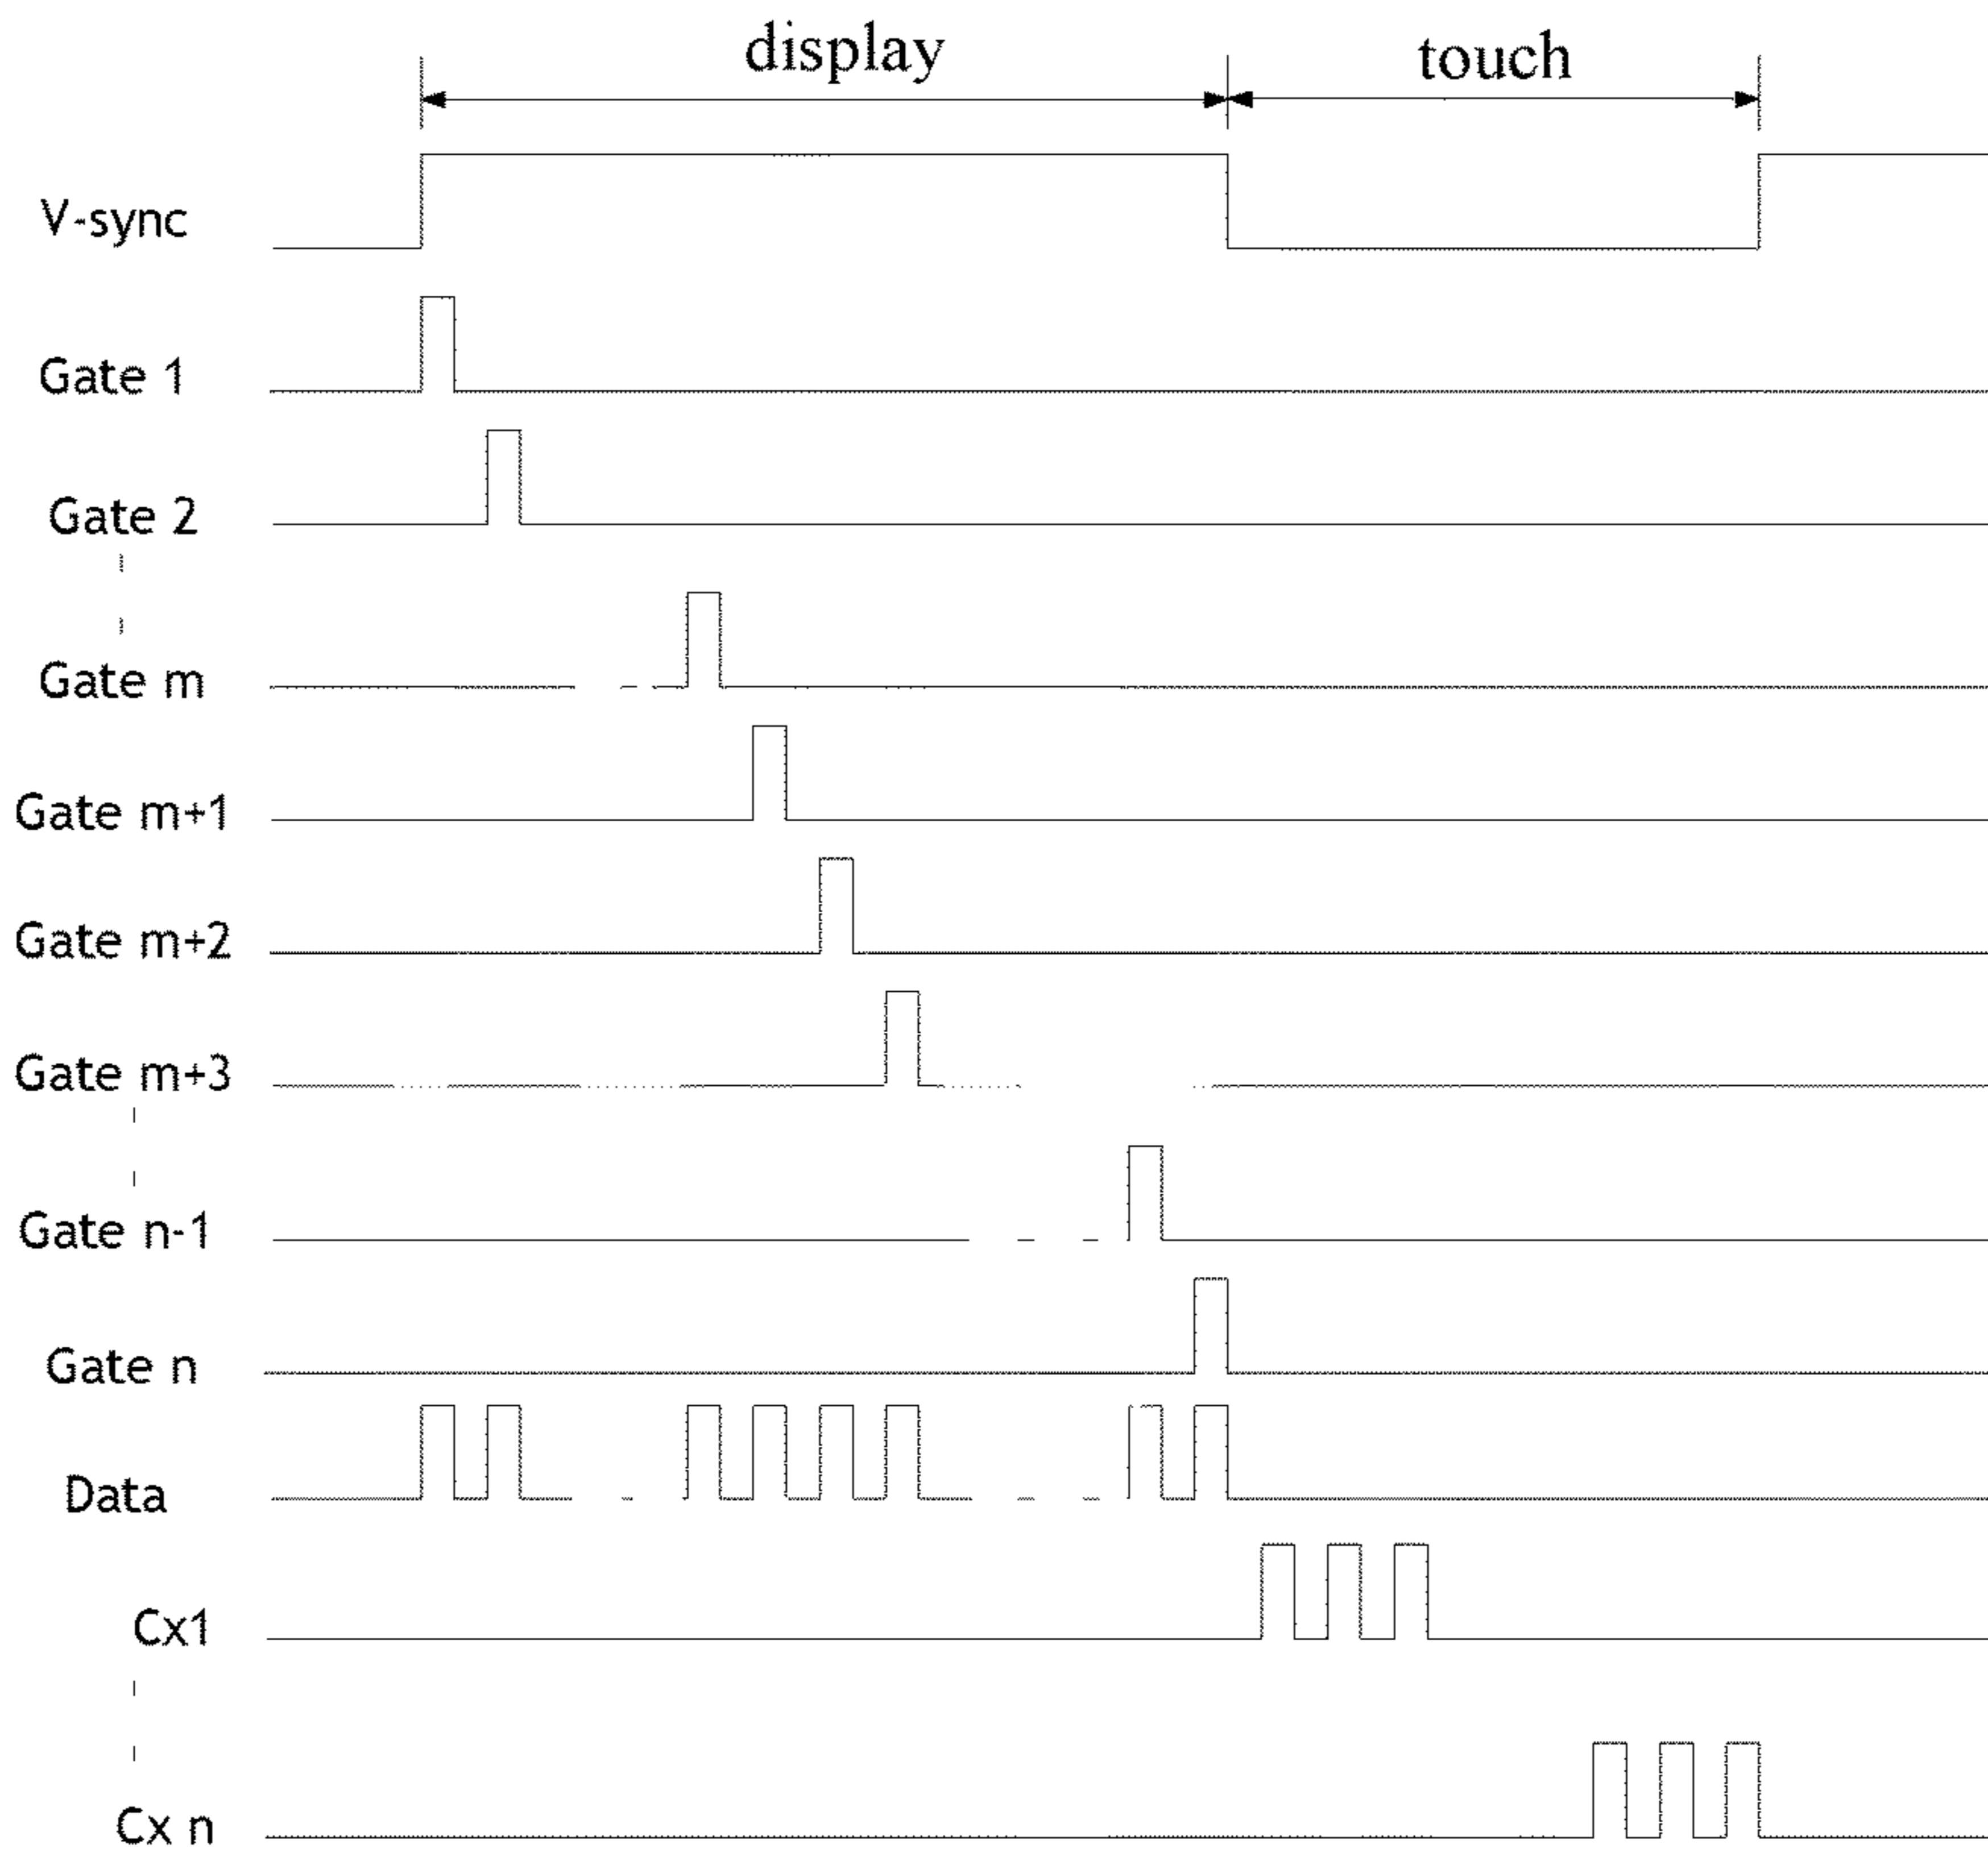 display
touch
V-sync
Gate 1
Gate 2
Gate m
Gate m+1
Gate m+2
Gate m+3
Gate n-1
Gate n
Data
Cx1
Cx n